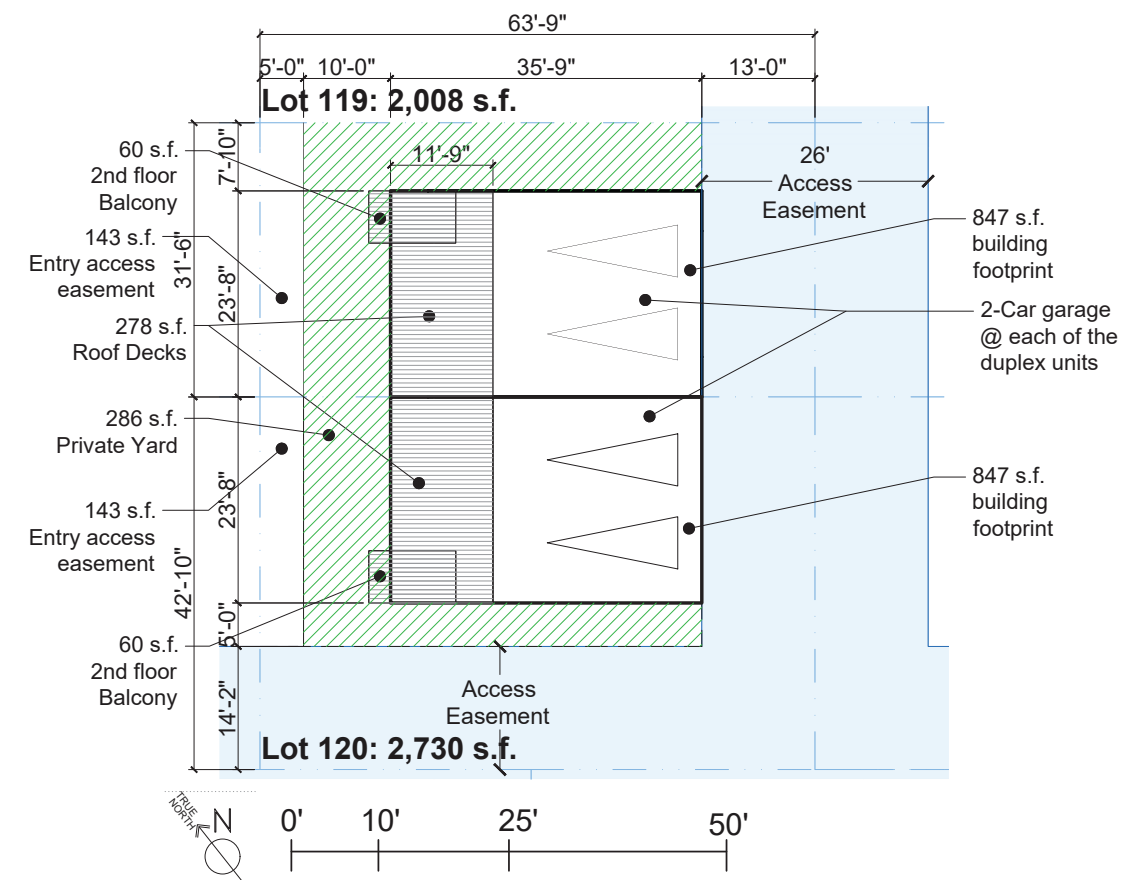 63'-9"
5'-0" 10'-0" 35'-9" 13'-0"
Lot 119: 2,008 s.f.
7'-10"
11'-9"
60 s.f.
2nd floor
Balcony
26'
Access
Easement
847 s.f.
building
footprint
143 s.f.
Entry access
easement
31'-6"
23'-8"
278 s.f.
Roof Decks
2-Car garage
@ each of the
duplex units
286 s.f.
Private Yard
23'-8"
143 s.f.
Entry access
easement
847 s.f.
building
footprint
42'-10"
5'-0"
60 s.f.
2nd floor
Balcony
Access
Easement
14'-2"
Lot 120: 2,730 s.f.
TRUE
NORTH
N
0' 10' 25' 50'